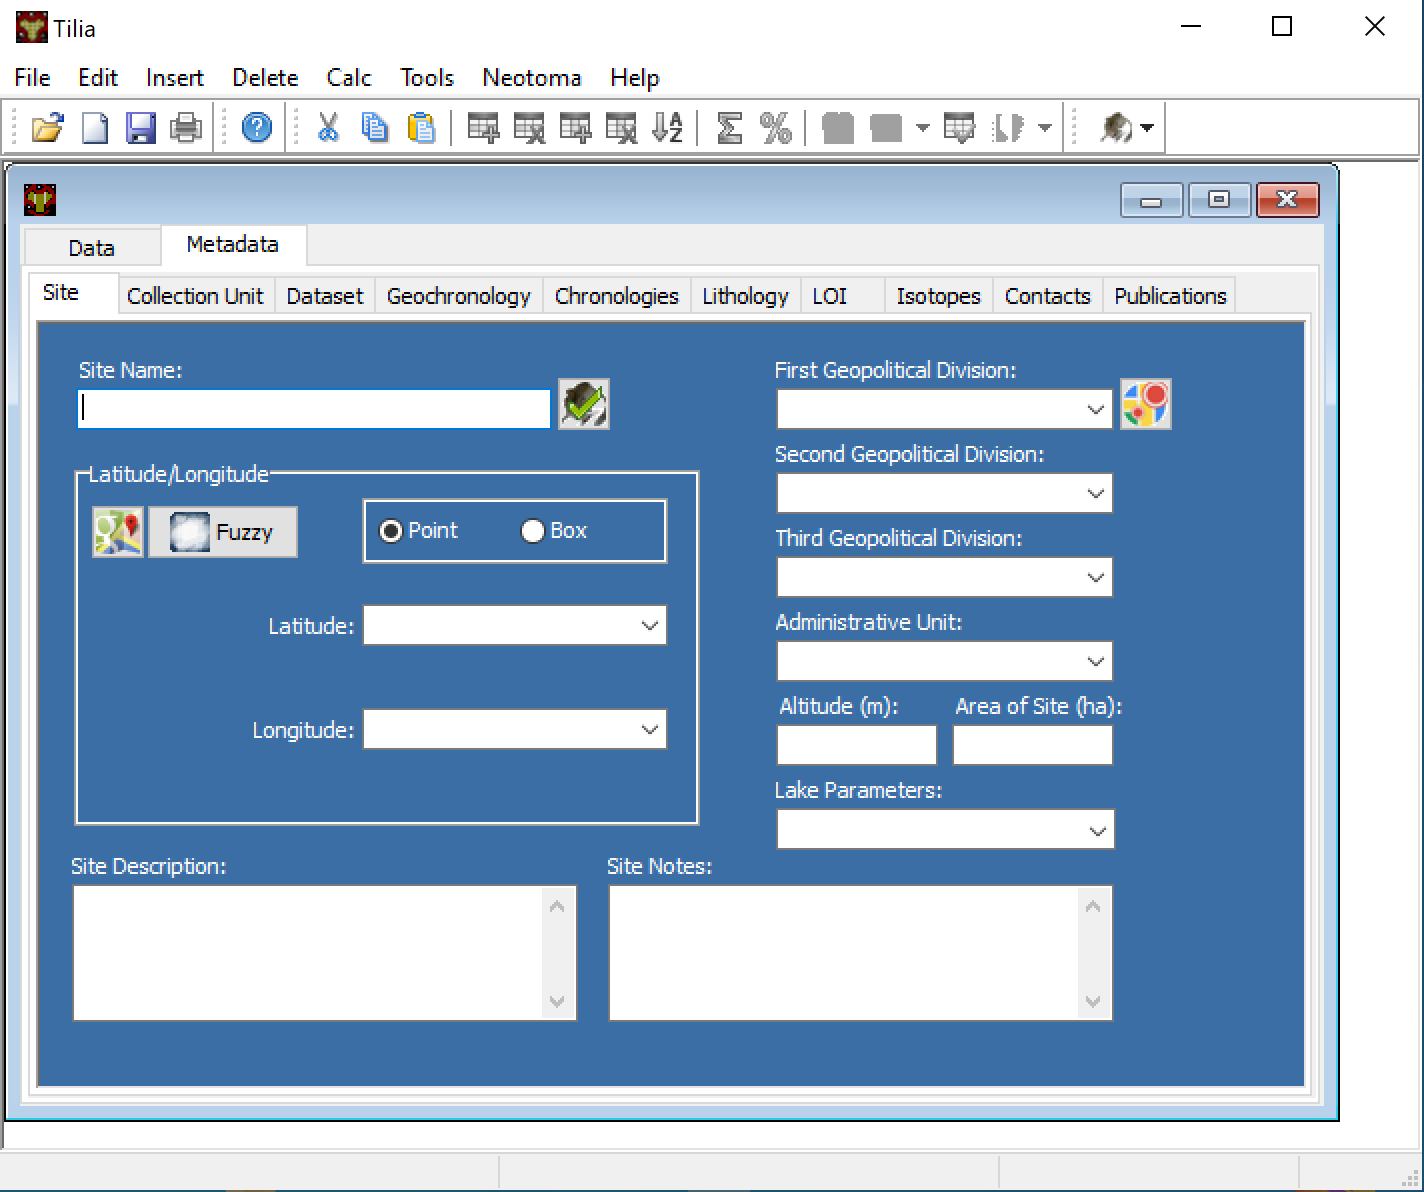 Tilia
File Edit Insert Delete Calc Tools Neotoma Help
Data Metadata
Site Collection Unit Dataset Geochronology Chronologies Lithology LOI Isotopes Contacts Publications
Site Name:
Latitude/Longitude
Fuzzy
Point
Box
Latitude:
Longitude:
First Geopolitical Division:
Second Geopolitical Division:
Third Geopolitical Division:
Administrative Unit:
Altitude (m): Area of Site (ha):
Lake Parameters:
Site Description:
Site Notes: